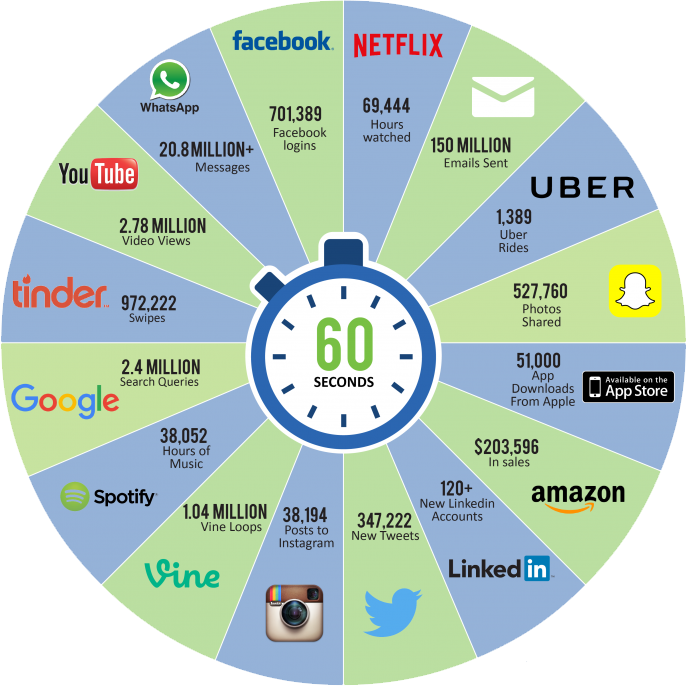 facebook
701,389
Facebook
logins
NETFLIX
69,444
Hours
watched
150 MILLION
Emails Sent
UBER
1,389
Uber
Rides
527,760
Photos
Shared
51,000
App
Downloads
From Apple
Available on the
App Store
$203,596
In sales
amazon
120+
New Linkedin
Accounts
Linked in
347,222
New Tweets
38,194
Posts to
Instagram
1.04 MILLION
Vine Loops
Vine
38,052
Hours of
Music
Spotify
2.4 MILLION
Search Queries
Google
tinder
972,222
Swipes
YouTube
2.78 MILLION
Video Views
WhatsApp
20.8 MILLION+
Messages
60
SECONDS